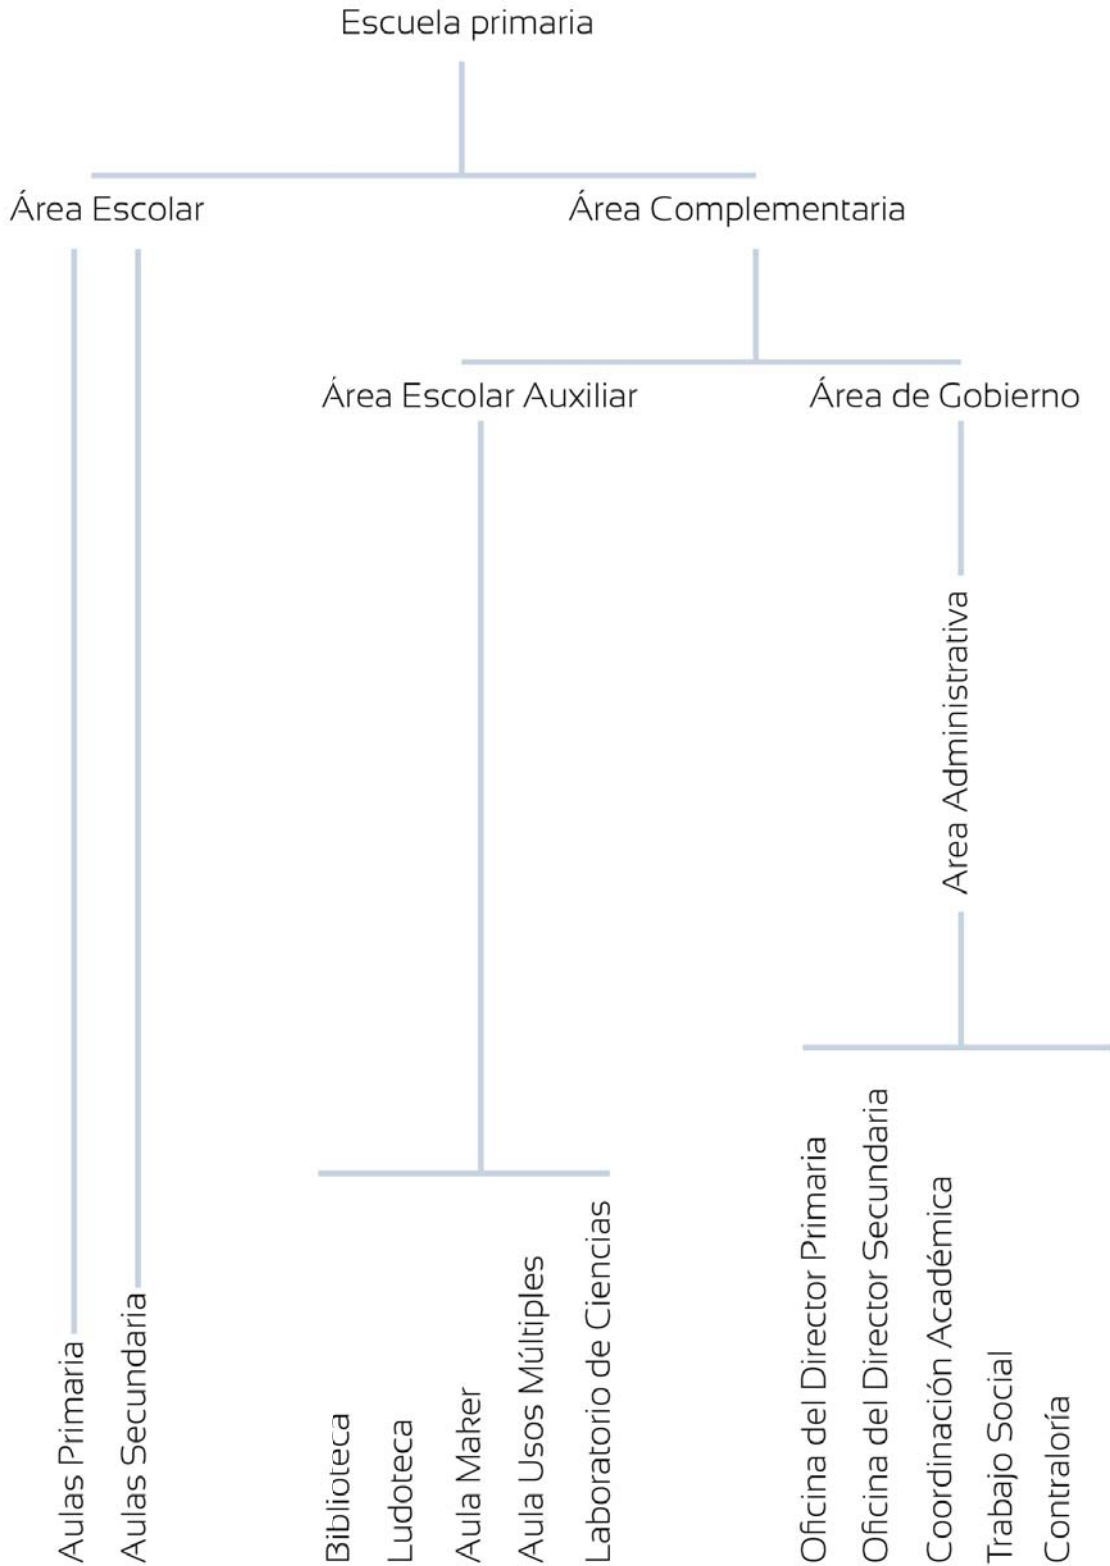 Escuela primaria
Área Escolar
Área Complementaria
Área Escolar Auxiliar
Área de Gobierno
Area Administrativa
Aulas Primaria
Aulas Secundaria
Biblioteca
Ludoteca
Aula Maker
Aula Usos Múltiples
Laboratorio de Ciencias
Oficina del Director Primaria
Oficina del Director Secundaria
Coordinación Académica
Trabajo Social
Contraloría